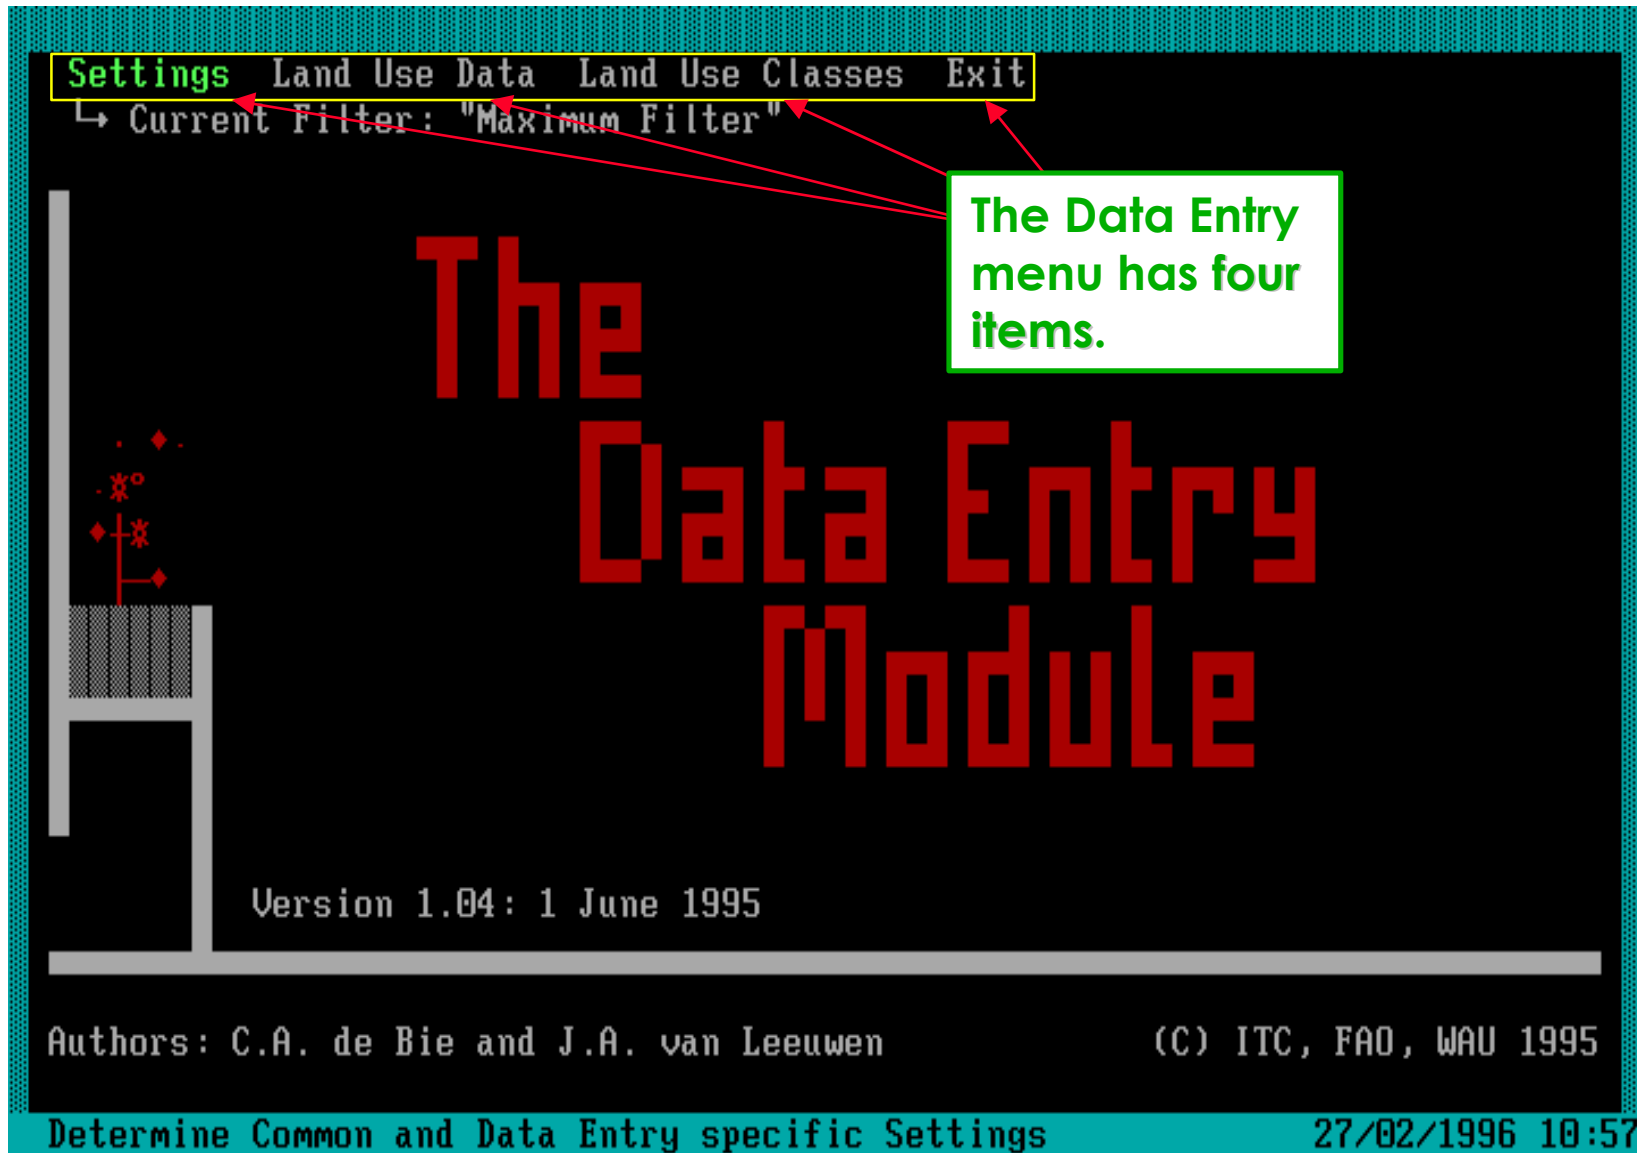 Settings Land Use Data Land Use Classes Exit
Current Filter: "Maximum Filter"
The Data Entry
menu has four
items.
The
Data Entry
Module
Version 1.04: 1 June 1995
Authors: C.A. de Bie and J.A. van Leeuwen (C) ITC, FAO, WAU 1995
Determine Common and Data Entry specific Settings 27/02/1996 10:57